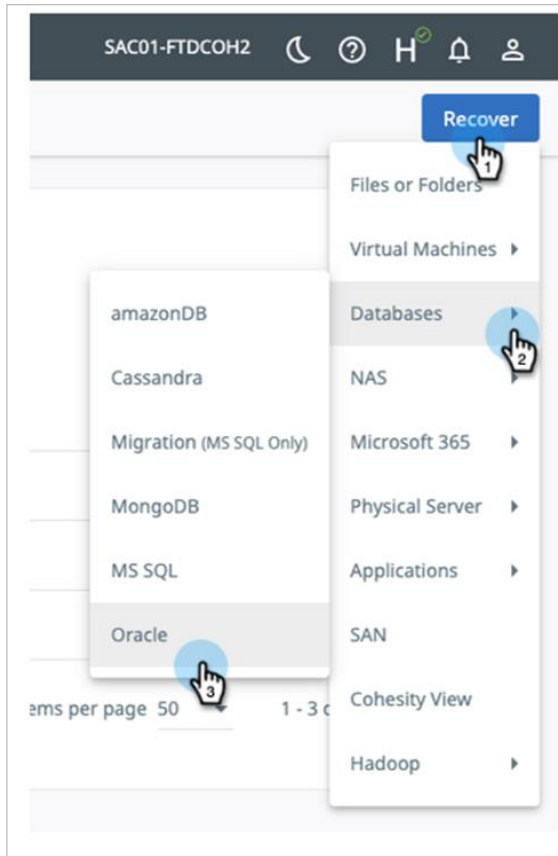 SAC01-FTDCOH2
H
Recover
1
Files or Folders
Virtual Machines
Databases
2
NAS
Microsoft 365
Physical Server
Applications
SAN
Cohesity View
Hadoop
amazonDB
Cassandra
Migration (MS SQL Only)
MongoDB
MS SQL
Oracle
3
ems per page 50 1 - 3